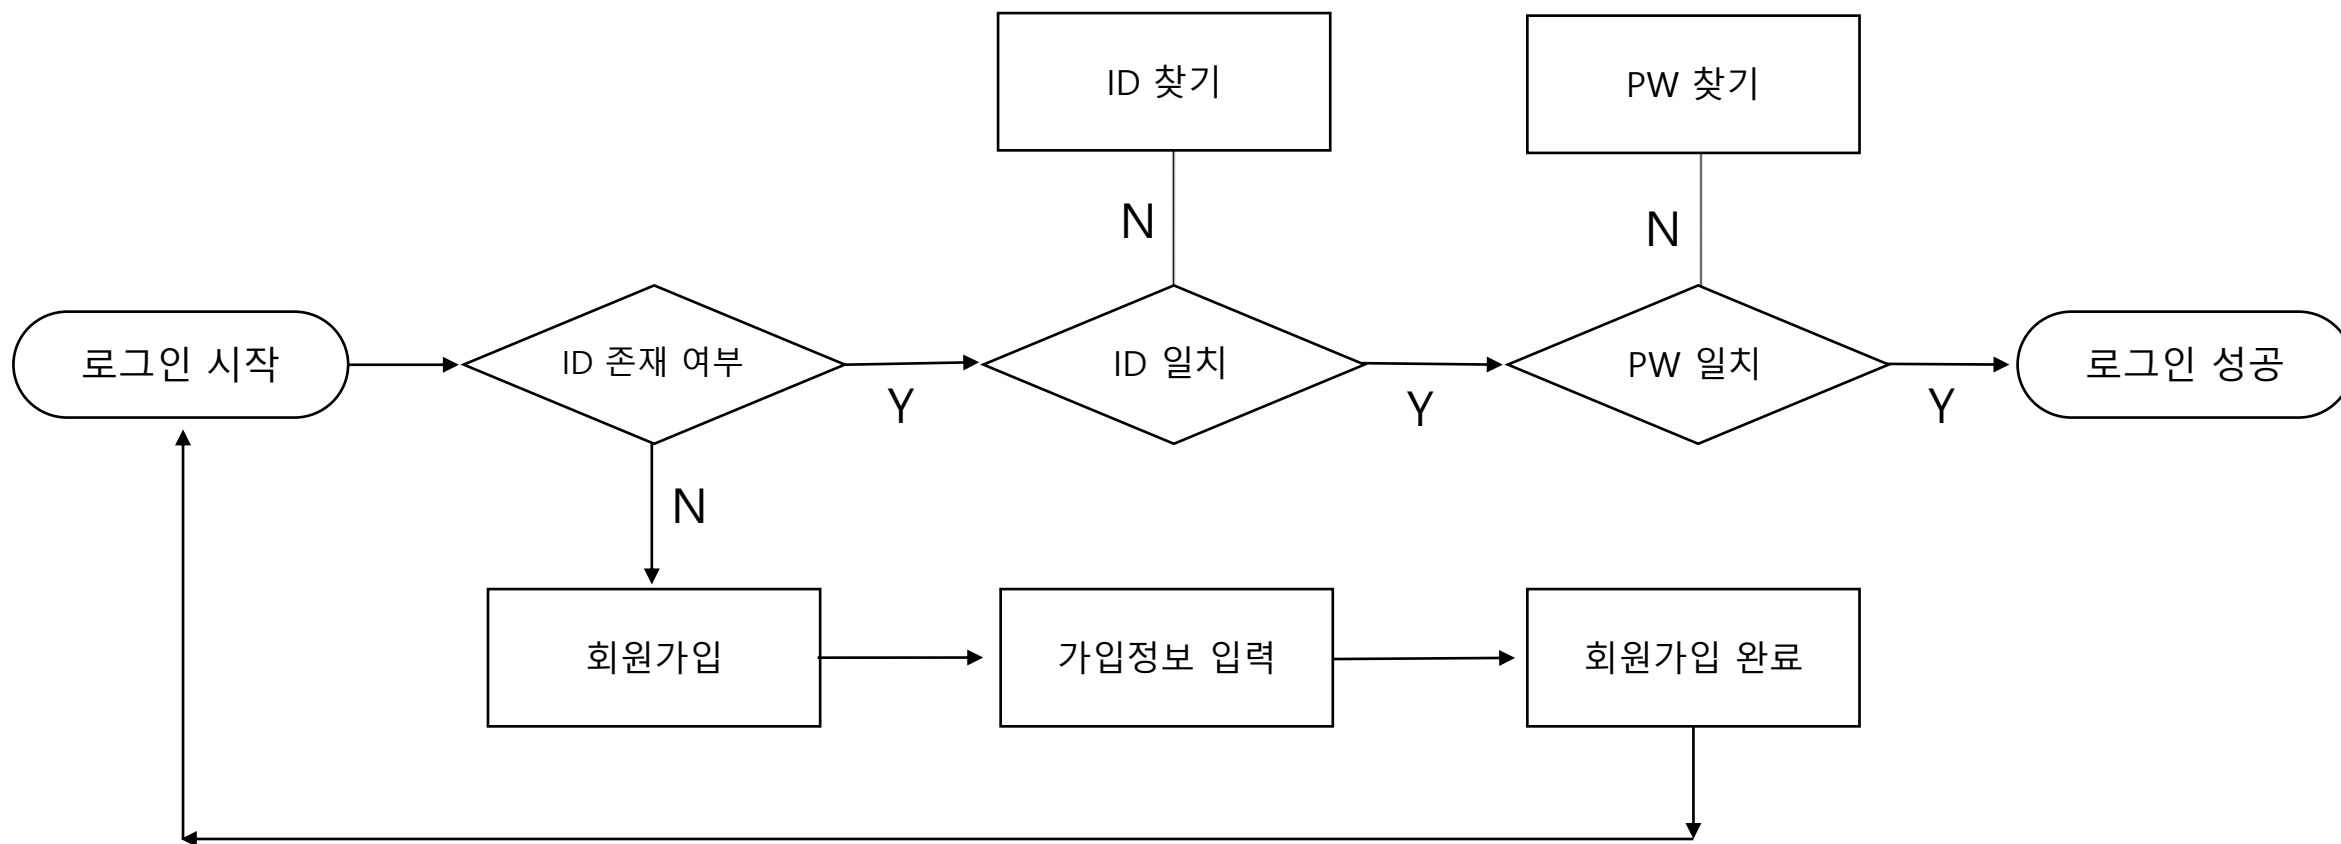 ID 찾기
PW 찾기
N
N
로그인 시작
ID 존재 여부
Y
ID 일치
Y
PW 일치
Y
로그인 성공
N
회원가입
가입정보 입력
회원가입 완료